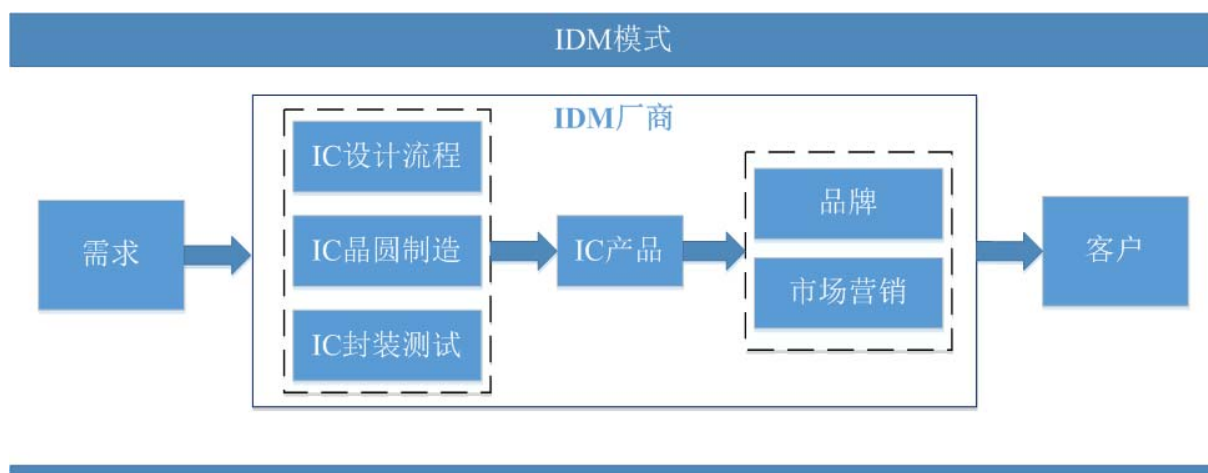 IDM模式
IDM厂商
需求
IC设计流程
IC晶圆制造
IC封装测试
IC产品
品牌
市场营销
客户